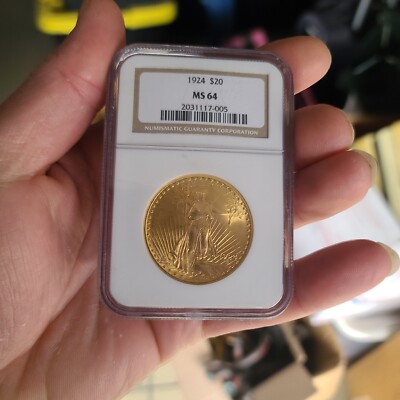 1924 $20
MS 64
2031117-005
NUMISMATIC GUARANTY CORPORATION